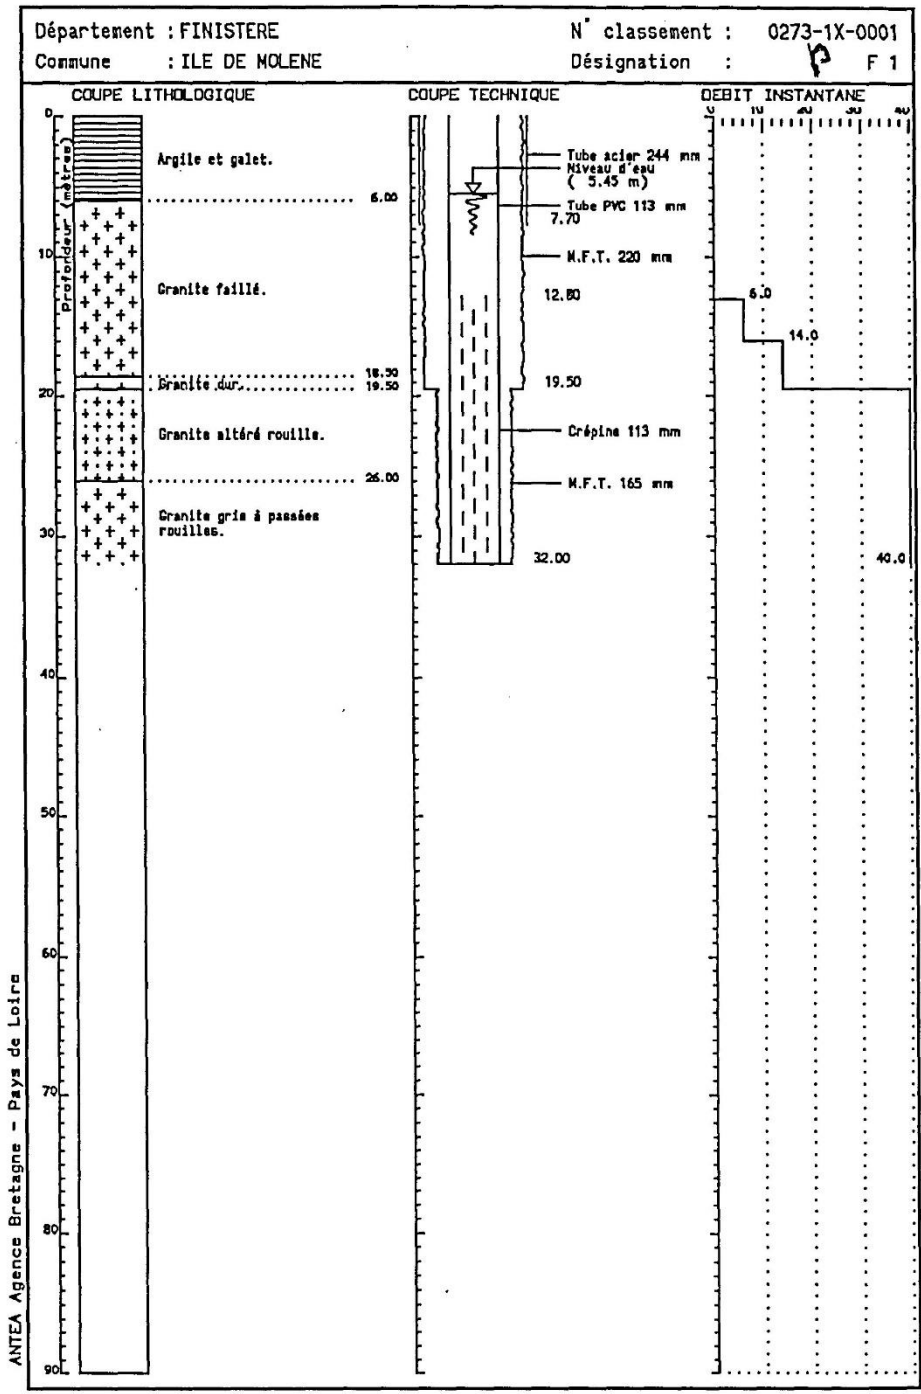 Département : FINISTERE
N° classement : 0273-1X-0001
Commune : ILE DE MOLENE
Désignation : F 1
COUPE LITHOLOGIQUE
COUPE TECHNIQUE
DEBIT INSTANTANE
Profondeur (mètres)
0
10
20
30
40
50
60
70
80
90
Argile et galet.
6.00
Granite faillé.
18.50
Granite dur.
19.50
Granite altéré rouille.
26.00
Granite gris à passées
rouilles.
Tube acier 244 mm
Niveau d'eau
( 5.45 m)
Tube PVC 113 mm
7.70
M.F.T. 220 mm
12.80
19.50
Crépine 113 mm
M.F.T. 165 mm
32.00
0 10 20 30 40
6.0
14.0
40.0
ANTEA Agence Bretagne - Pays de Loire